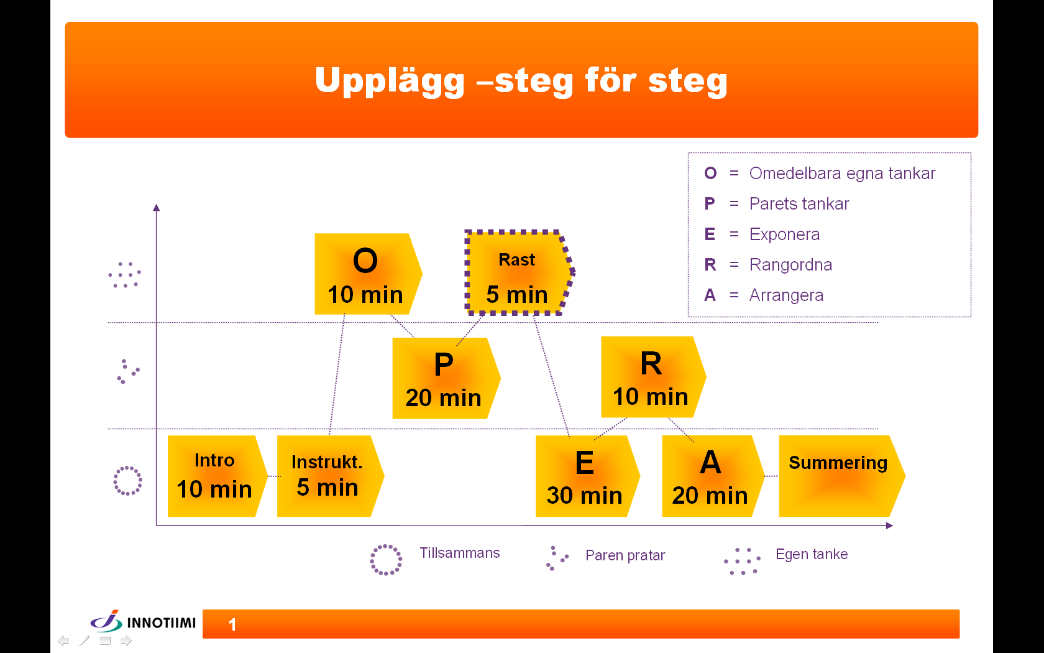 Upplägg –steg för steg
O = Omedelbara egna tankar
P = Parets tankar
E = Exponera
R = Rangordna
A = Arrangera
O
10 min
Rast
5 min
P
20 min
R
10 min
Intro
10 min
Instrukt.
5 min
E
30 min
A
20 min
Summering
Tillsammans
Paren pratar
Egen tanke
INNOTIIMI
1